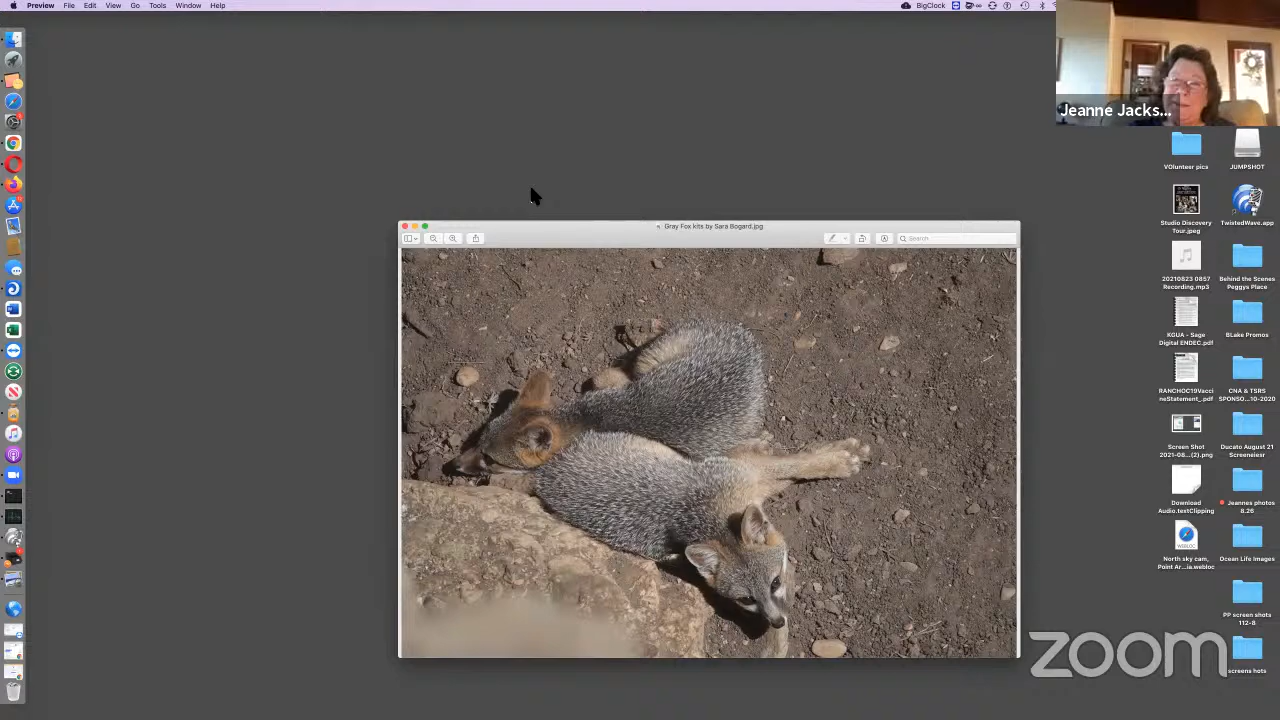 Preview File Edit View Go Tools Window Help
BigClock
Jeanne Jacks...
Gray Fox kits by Sara Bogard.jpg
Search
VOlunteer pics
JUMPSHOT
Studio Discovery
Tour.jpeg
TwistedWave.app
20210823 0857
Recording.mp3
Behind the Scenes
Peggys Place
KGUA - Sage
Digital ENDEC.pdf
BLake Promos
RANCHOC19Vacci
neStatement_.pdf
CNA & TSRS
SPONSO...10-2020
Screen Shot
2021-08...(2).png
Ducato August 21
Screeneiesr
Download
Audio.textClipping
Jeannes photos
8.26
WEBLOC
North sky cam,
Point Ar...ia.webloc
Ocean Life Images
PP screen shots
112-8
screens hots
zoom